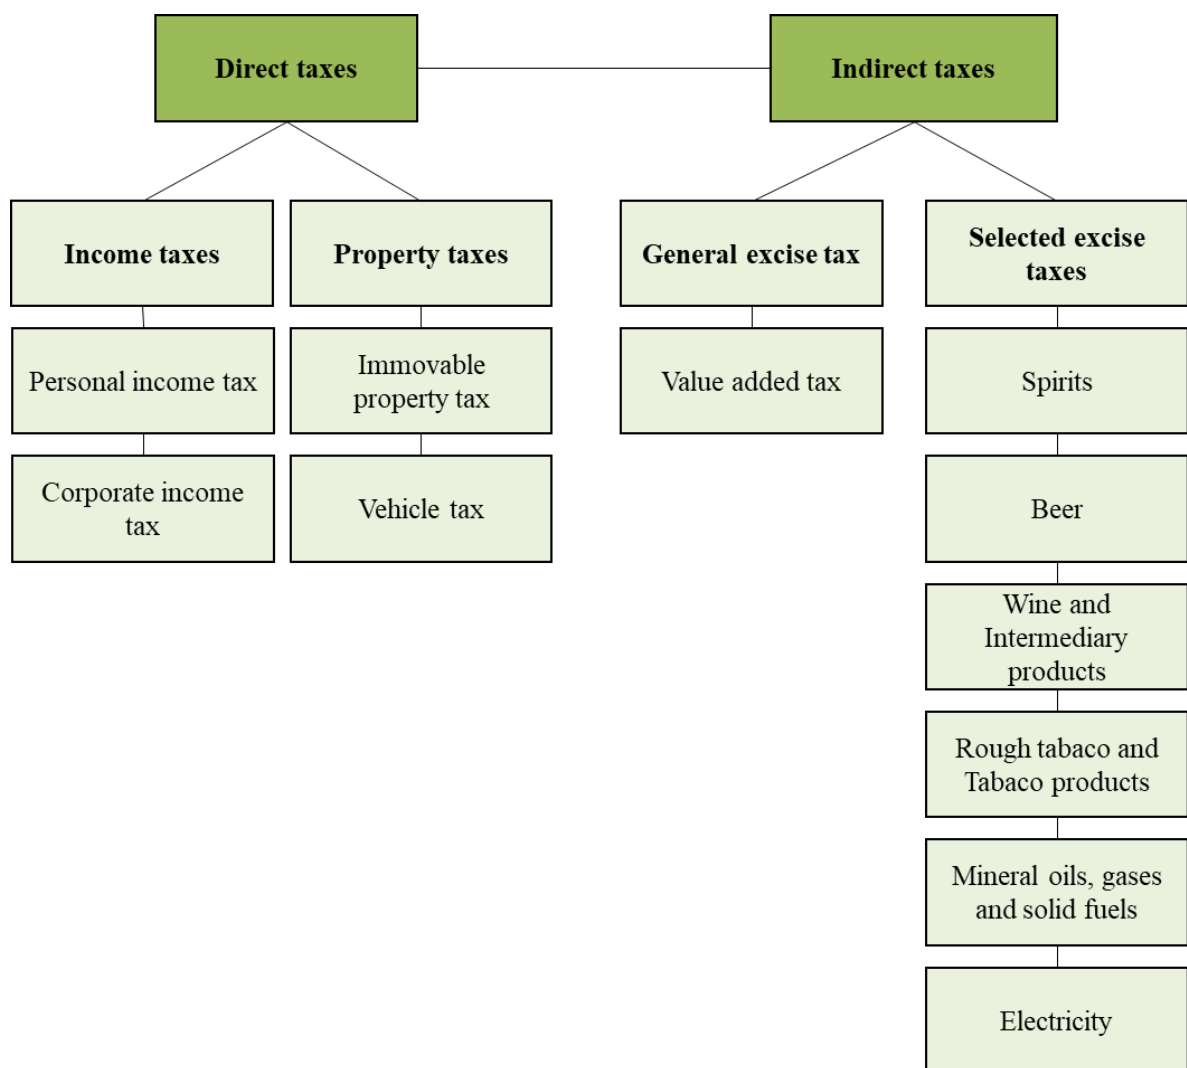 Direct taxes
Indirect taxes
Income taxes
Property taxes
General excise tax
Selected excise
taxes
Personal income tax
Immovable
property tax
Value added tax
Spirits
Corporate income
tax
Vehicle tax
Beer
Wine and
Intermediary
products
Rough tabaco and
Tabaco products
Mineral oils, gases
and solid fuels
Electricity